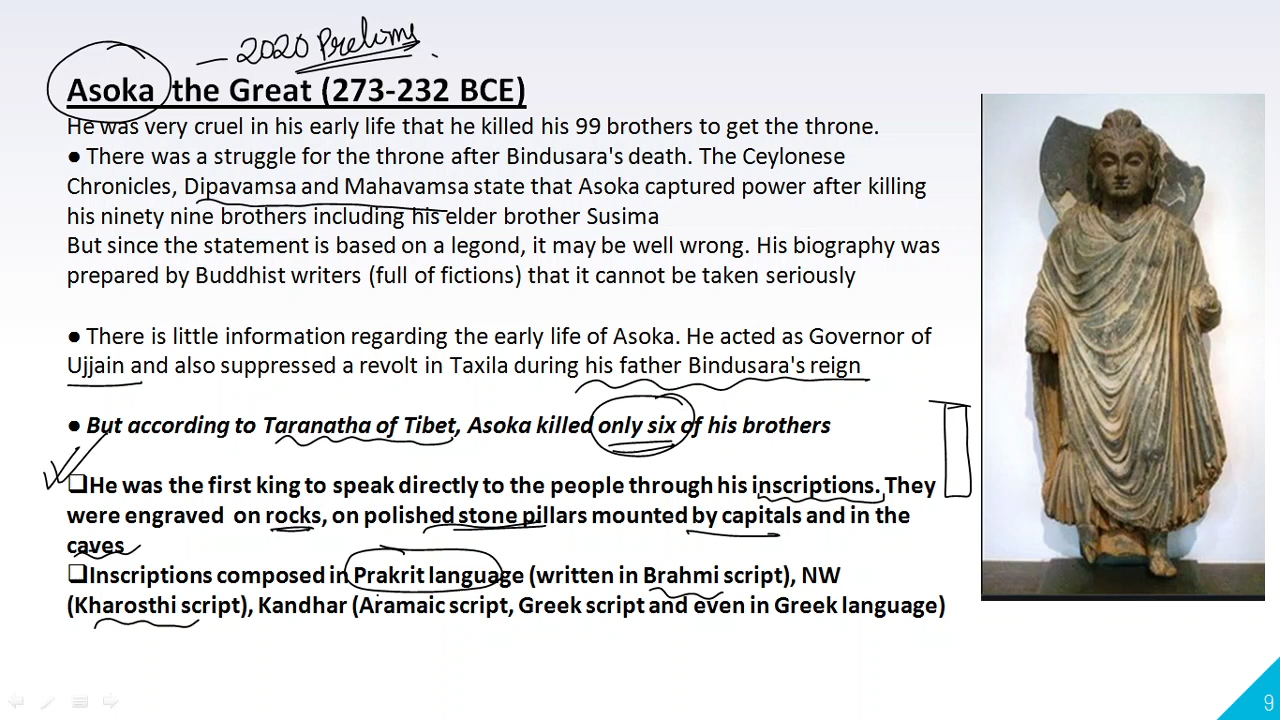 2020 Prelims
Asoka the Great (273-232 BCE)
He was very cruel in his early life that he killed his 99 brothers to get the throne.
● There was a struggle for the throne after Bindusara's death. The Ceylonese
Chronicles, Dipavamsa and Mahavamsa state that Asoka captured power after killing
his ninety nine brothers including his elder brother Susima
But since the statement is based on a legond, it may be well wrong. His biography was
prepared by Buddhist writers (full of fictions) that it cannot be taken seriously
● There is little information regarding the early life of Asoka. He acted as Governor of
Ujjain and also suppressed a revolt in Taxila during his father Bindusara's reign
● But according to Taranatha of Tibet, Asoka killed only six of his brothers
❑He was the first king to speak directly to the people through his inscriptions. They
were engraved on rocks, on polished stone pillars mounted by capitals and in the
caves
❑Inscriptions composed in Prakrit language (written in Brahmi script), NW
(Kharosthi script), Kandhar (Aramaic script, Greek script and even in Greek language)
9